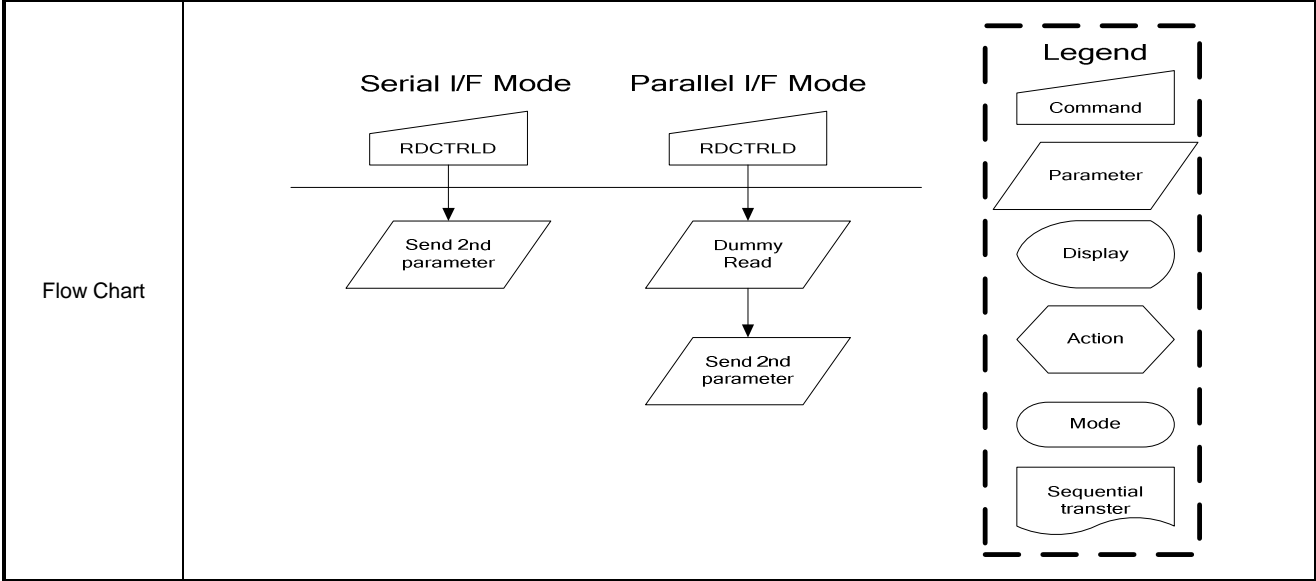 Flow Chart
Serial I/F Mode
RDCTRLD
Send 2nd
parameter
Parallel I/F Mode
RDCTRLD
Dummy
Read
Send 2nd
parameter
Legend
Command
Parameter
Display
Action
Mode
Sequential
transter